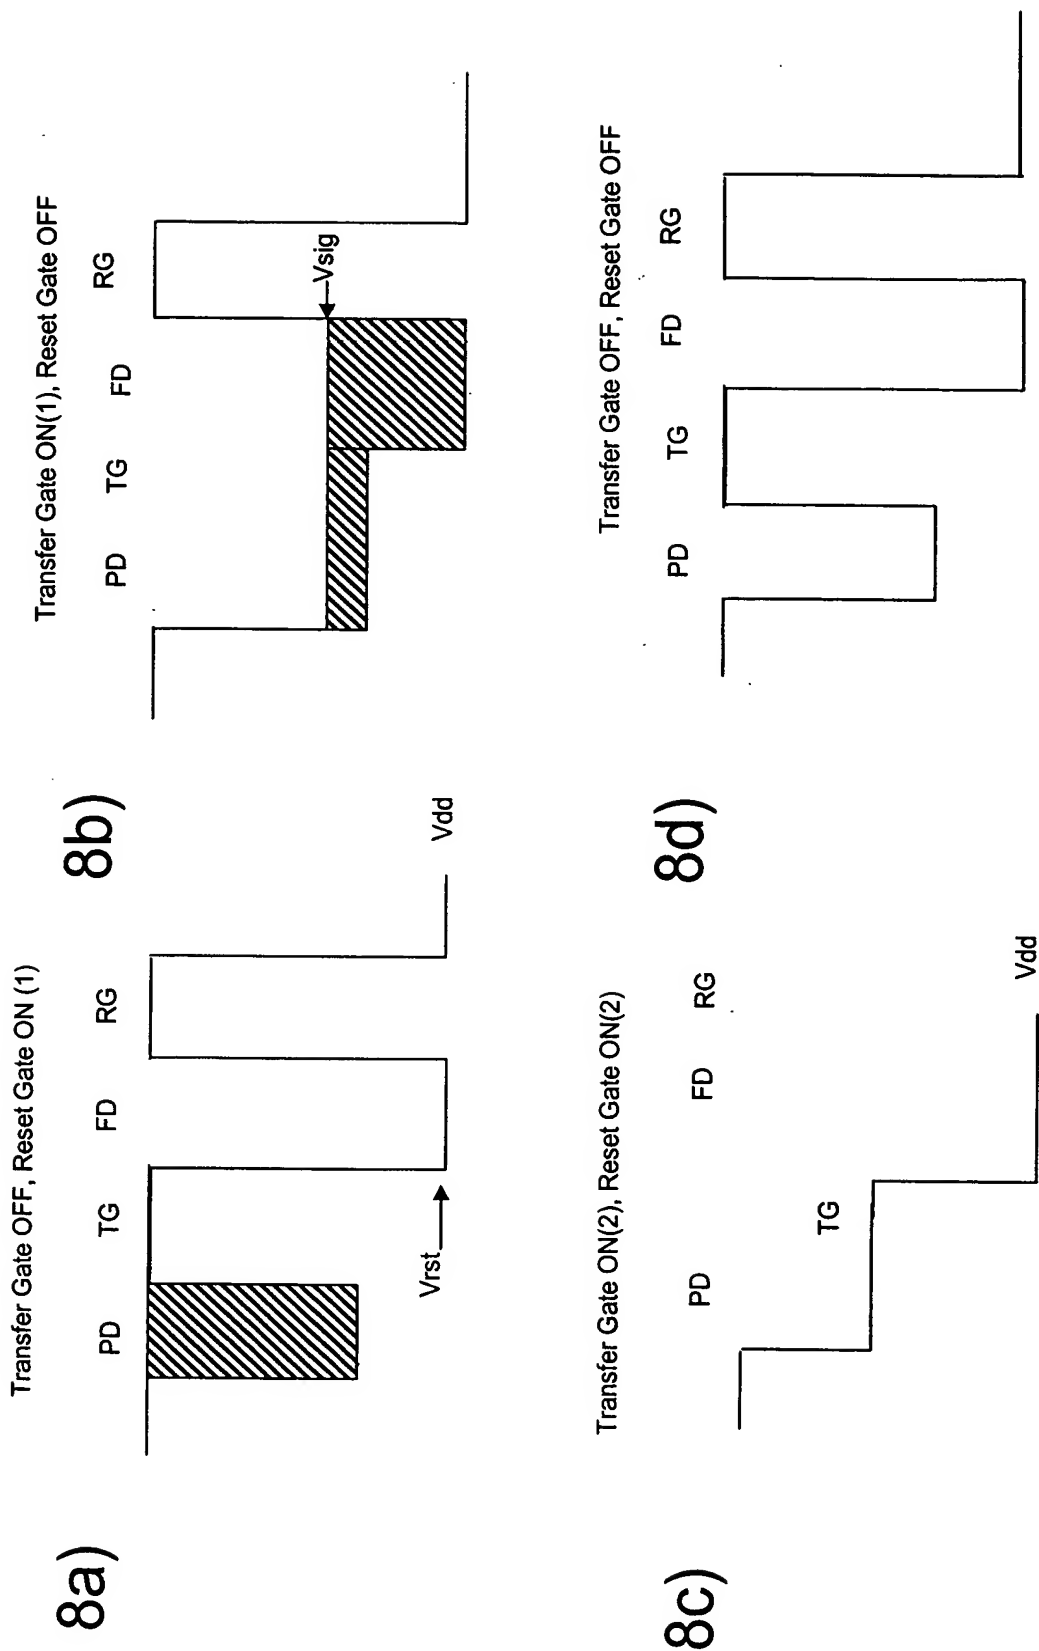 8a)
Transfer Gate OFF, Reset Gate ON (1)
PD TG FD RG
Vrst
Vdd
8b)
Transfer Gate ON(1), Reset Gate OFF
PD TG FD RG
Vsig
8c)
Transfer Gate ON(2), Reset Gate ON(2)
PD TG FD RG
Vdd
8d)
Transfer Gate OFF, Reset Gate OFF
PD TG FD RG